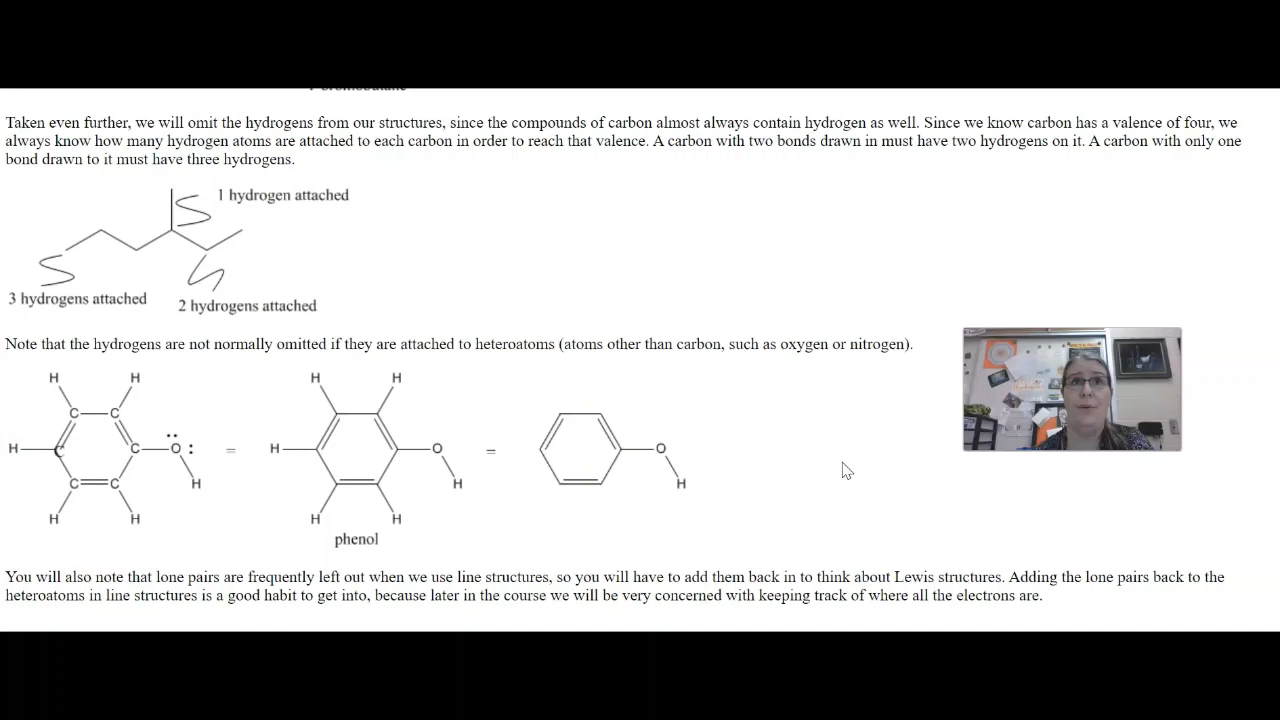 Taken even further, we will omit the hydrogens from our structures, since the compounds of carbon almost always contain hydrogen as well. Since we know carbon has a valence of four, we
always know how many hydrogen atoms are attached to each carbon in order to reach that valence. A carbon with two bonds drawn in must have two hydrogens on it. A carbon with only one
bond drawn to it must have three hydrogens.
1 hydrogen attached
3 hydrogens attached
2 hydrogens attached
Note that the hydrogens are not normally omitted if they are attached to heteroatoms (atoms other than carbon, such as oxygen or nitrogen).
H H H H
C C
H C C O : = H O = O
H H H
C C
H H H H
phenol
You will also note that lone pairs are frequently left out when we use line structures, so you will have to add them back in to think about Lewis structures. Adding the lone pairs back to the
heteroatoms in line structures is a good habit to get into, because later in the course we will be very concerned with keeping track of where all the electrons are.